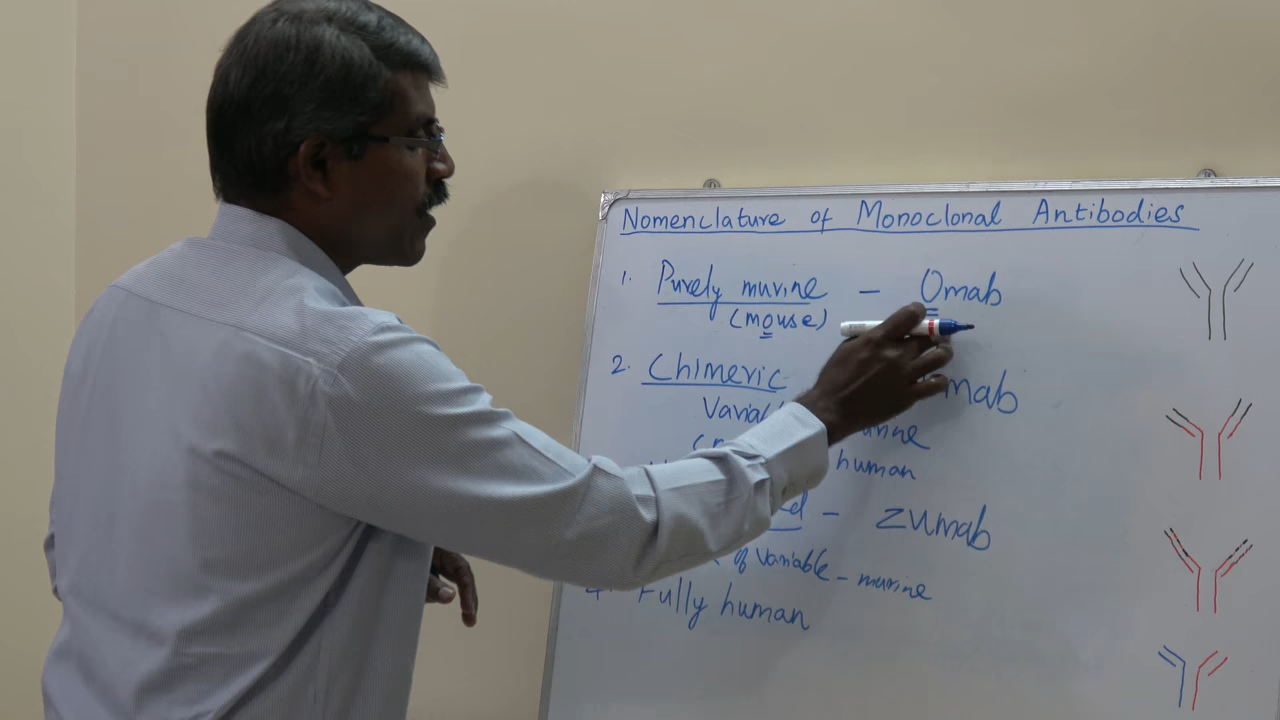 Nomenclature of Monoclonal Antibodies
1. Purely murine - Omab
(mouse)
2. Chimeric mab
human
- zumab
of variable - murine
Fully human